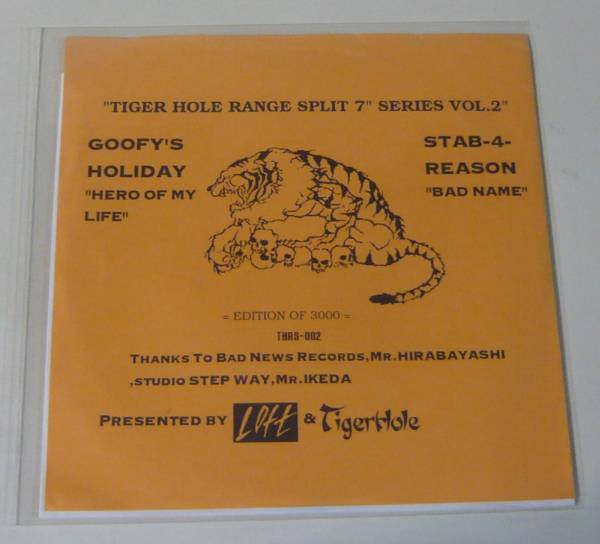 "TIGER HOLE RANGE SPLIT 7" SERIES VOL.2"
GOOFY'S
HOLIDAY
"HERO OF MY
LIFE"
STAB-4-
REASON
"BAD NAME"
= EDITION OF 3000 =
THRS-002
THANKS TO BAD NEWS RECORDS,MR.HIRABAYASHI
,STUDIO STEP WAY,MR.IKEDA
PRESENTED BY LOFT & TigerHole